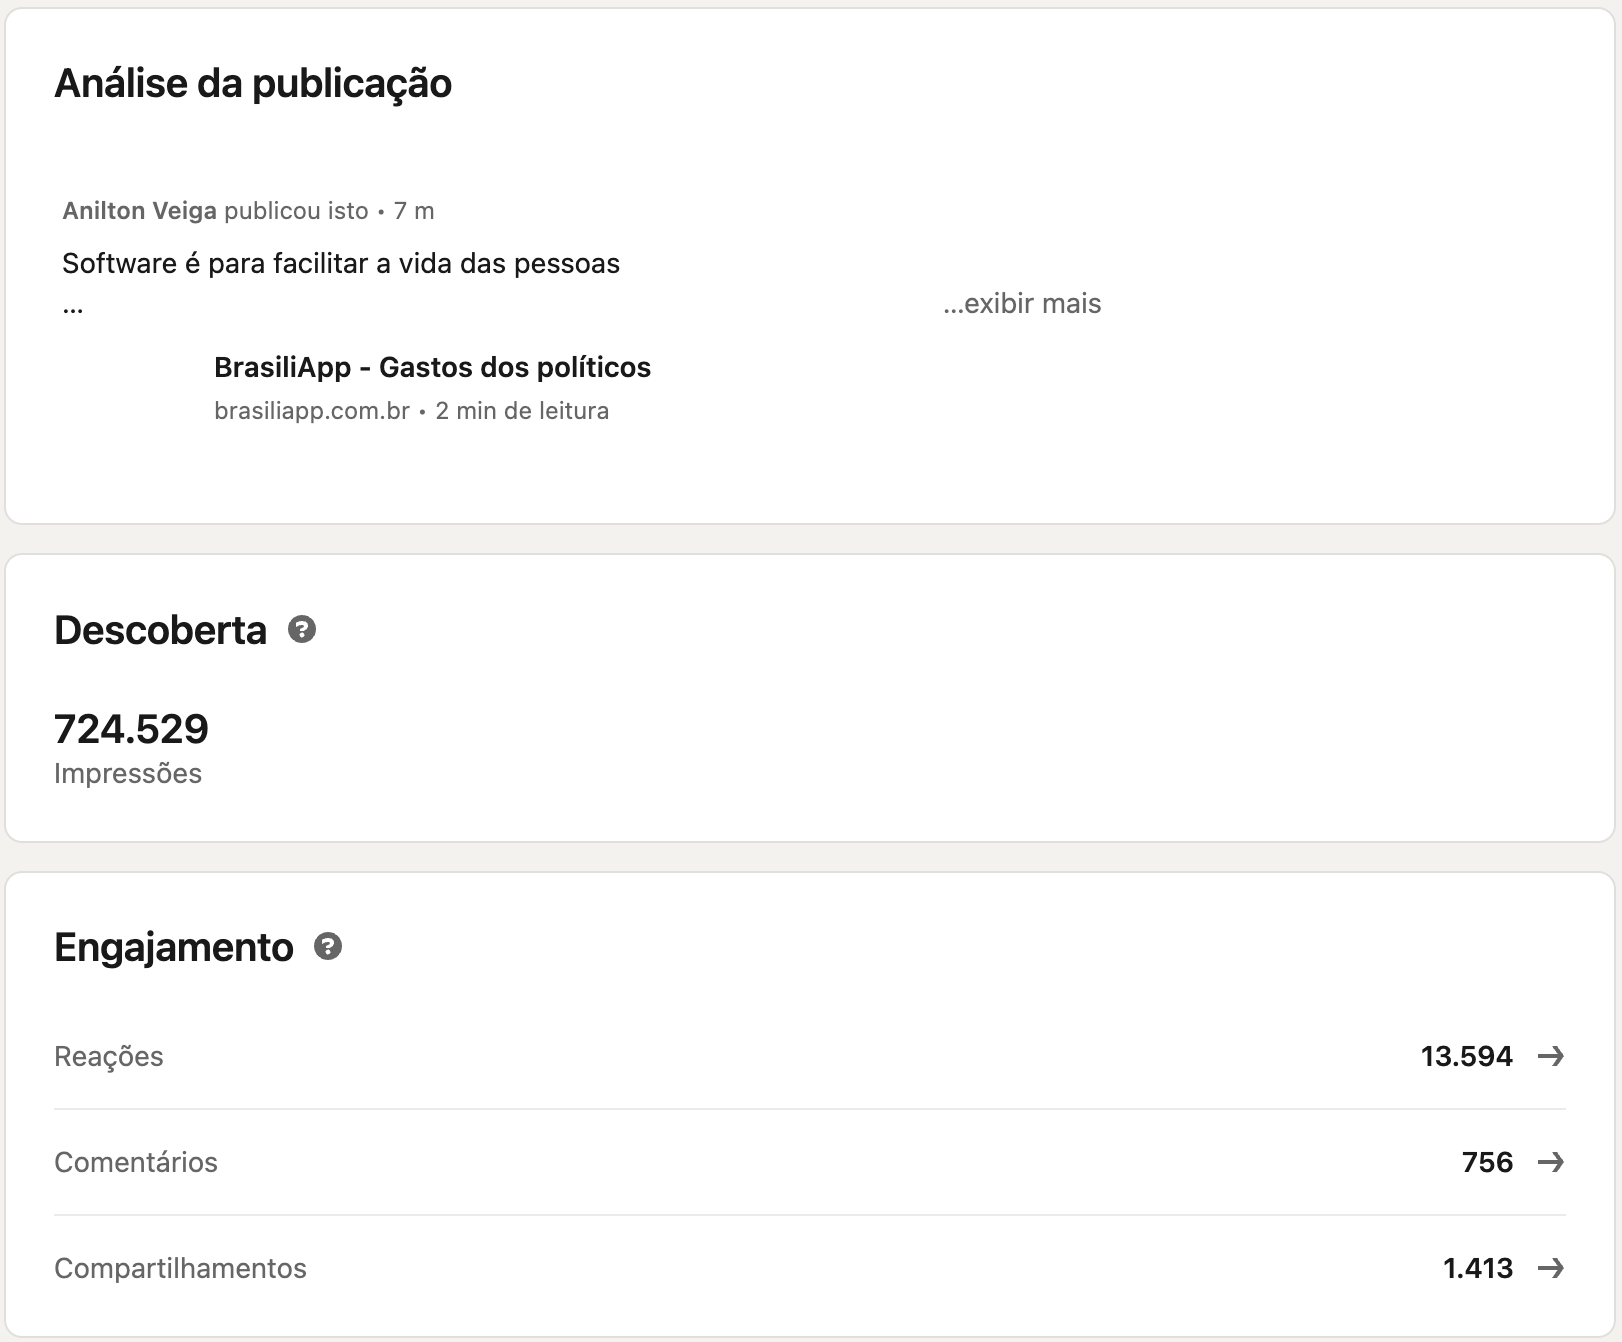 Análise da publicação
Anilton Veiga publicou isto • 7 m
Software é para facilitar a vida das pessoas
...
...exibir mais
BrasiliApp - Gastos dos políticos
brasiliapp.com.br • 2 min de leitura
Descoberta ?
724.529
Impressões
Engajamento ?
Reações 13.594 →
Comentários 756 →
Compartilhamentos 1.413 →